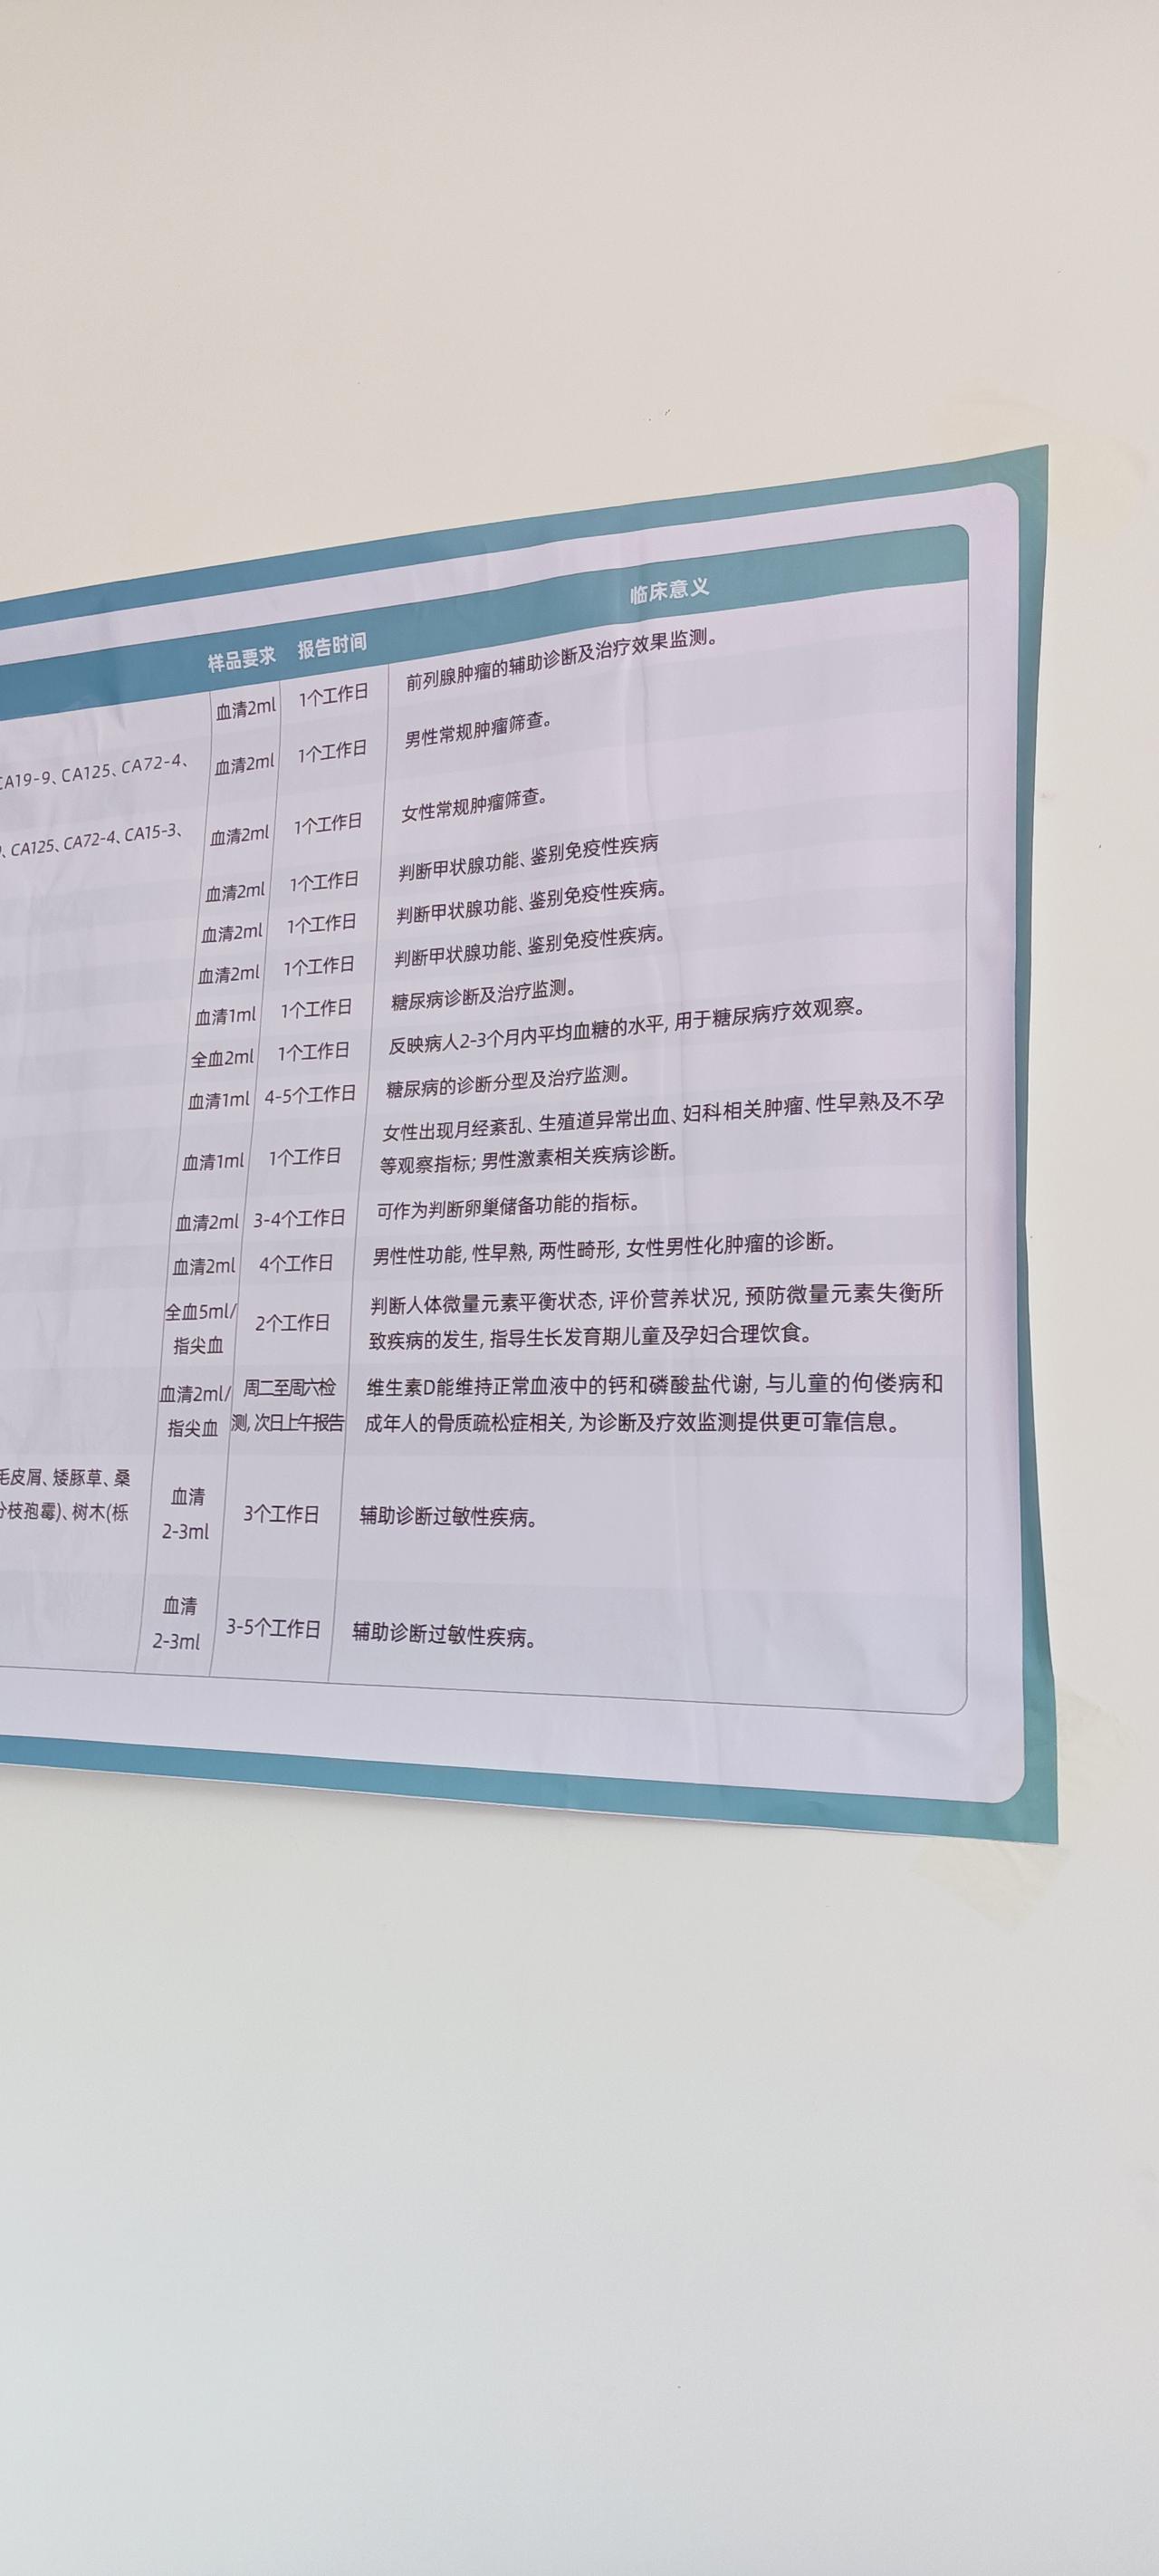 样品要求 报告时间 临床意义
血清2ml 1个工作日 前列腺肿瘤的辅助诊断及治疗效果监测。
CA19-9、CA125、CA72-4、 血清2ml 1个工作日 男性常规肿瘤筛查。
、CA125、CA72-4、CA15-3、 血清2ml 1个工作日 女性常规肿瘤筛查。
血清2ml 1个工作日 判断甲状腺功能、鉴别免疫性疾病
血清2ml 1个工作日 判断甲状腺功能、鉴别免疫性疾病。
血清2ml 1个工作日 判断甲状腺功能、鉴别免疫性疾病。
血清1ml 1个工作日 糖尿病诊断及治疗监测。
全血2ml 1个工作日 反映病人2-3个月内平均血糖的水平, 用于糖尿病疗效观察。
血清1ml 4-5个工作日 糖尿病的诊断分型及治疗监测。
血清1ml 1个工作日 女性出现月经紊乱、生殖道异常出血、妇科相关肿瘤、性早熟及不孕
等观察指标; 男性激素相关疾病诊断。
血清2ml 3-4个工作日 可作为判断卵巢储备功能的指标。
血清2ml 4个工作日 男性性功能, 性早熟, 两性畸形, 女性男性化肿瘤的诊断。
全血5ml/ 2个工作日 判断人体微量元素平衡状态, 评价营养状况, 预防微量元素失衡所
指尖血 致疾病的发生, 指导生长发育期儿童及孕妇合理饮食。
血清2ml/ 周二至周六检 维生素D能维持正常血液中的钙和磷酸盐代谢, 与儿童的佝偻病和
指尖血 测, 次日上午报告 成年人的骨质疏松症相关, 为诊断及疗效监测提供更可靠信息。
毛皮屑、矮豚草、桑 血清
分枝孢霉)、树木(栎 2-3ml 3个工作日 辅助诊断过敏性疾病。
血清
2-3ml 3-5个工作日 辅助诊断过敏性疾病。